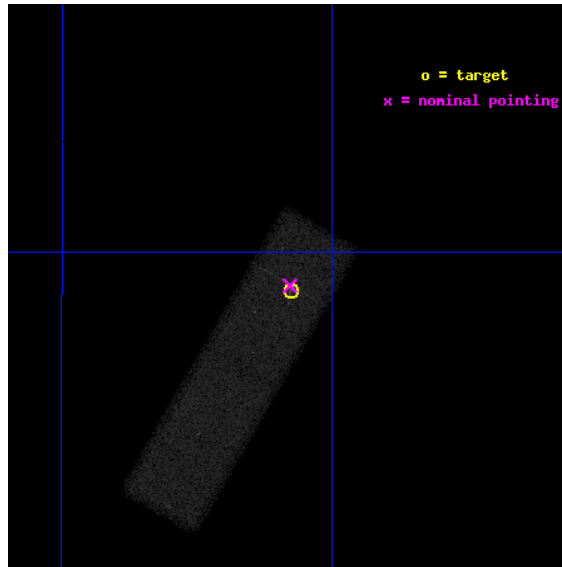 o = target
x = nominal pointing